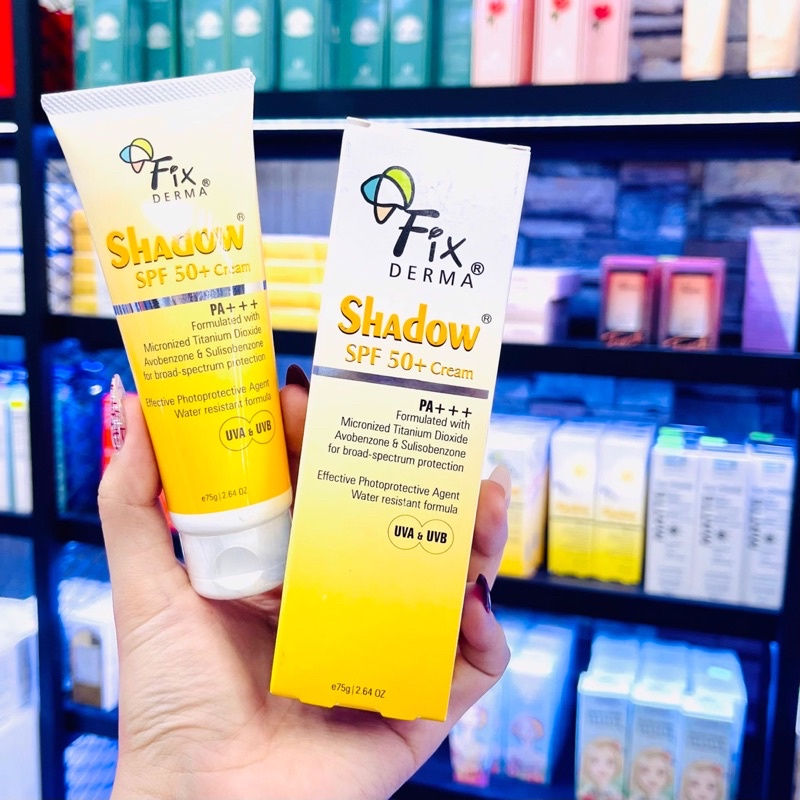 Fix
DERMA®
SHADOW®
SPF 50+ Cream
PA+++
Formulated with
Micronized Titanium Dioxide
Avobenzone & Sulisobenzone
for broad-spectrum protection
Effective Photoprotective Agent
Water resistant formula
UVA & UVB
e75g | 2.64 OZ
Fix
DERMA®
SHADOW®
SPF 50+ Cream
PA+++
Formulated with
Micronized Titanium Dioxide
Avobenzone & Sulisobenzone
for broad-spectrum protection
Effective Photoprotective Agent
Water resistant formula
UVA & UVB
e75g | 2.64 OZ